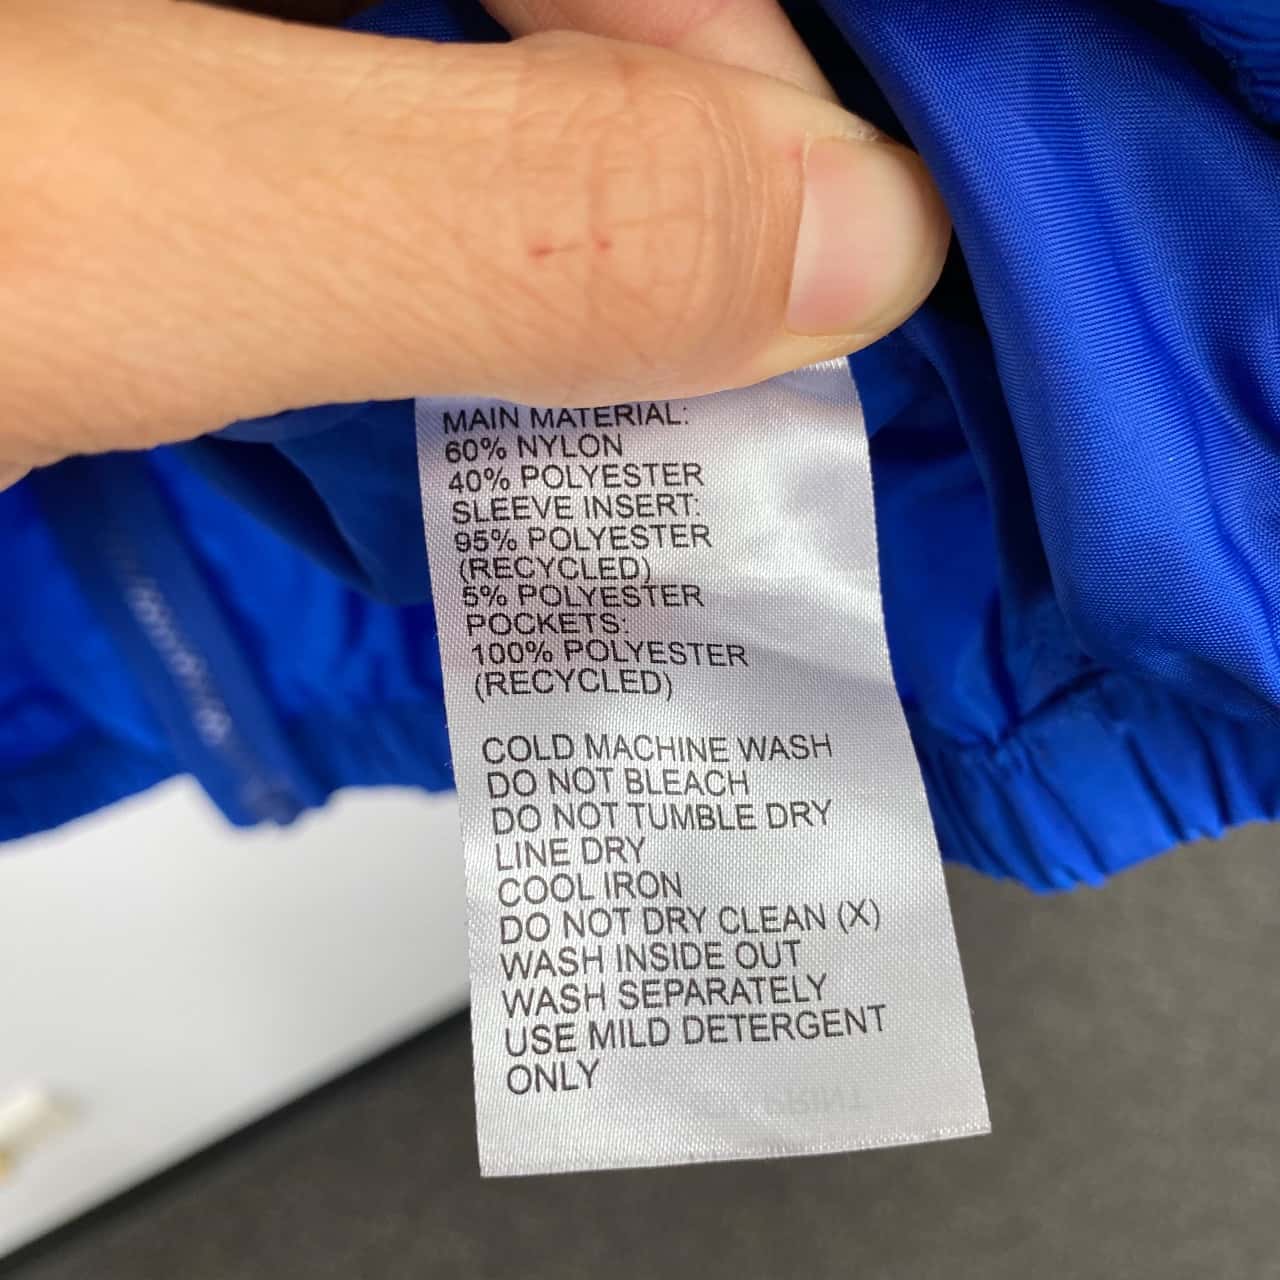 MAIN MATERIAL:
60% NYLON
40% POLYESTER
SLEEVE INSERT:
95% POLYESTER
(RECYCLED)
5% POLYESTER
POCKETS:
100% POLYESTER
(RECYCLED)
COLD MACHINE WASH
DO NOT BLEACH
DO NOT TUMBLE DRY
LINE DRY
COOL IRON
DO NOT DRY CLEAN (X)
WASH INSIDE OUT
WASH SEPARATELY
USE MILD DETERGENT
ONLY